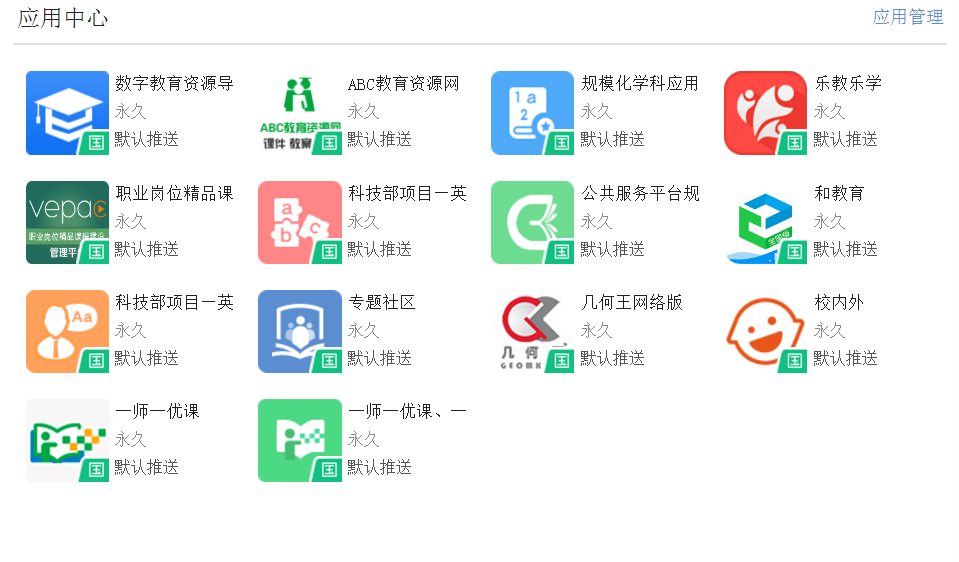 应用中心
应用管理
数字教育资源导
永久
默认推送
国
ABC教育资源网
永久
默认推送
ABC教育资源网
课件 教案
国
规模化学科应用
永久
默认推送
1a
2
国
乐教乐学
永久
默认推送
国
职业岗位精品课
永久
默认推送
vepac
职业岗位精品课程建设
管理平
国
科技部项目一英
永久
默认推送
a
b
c
国
公共服务平台规
永久
默认推送
国
和教育
永久
默认推送
全国版
国
科技部项目一英
永久
默认推送
Aa
国
专题社区
永久
默认推送
国
几何王网络版
永久
默认推送
几何
GEOMK
国
校内外
永久
默认推送
国
一师一优课
永久
默认推送
国
一师一优课、一
永久
默认推送
国